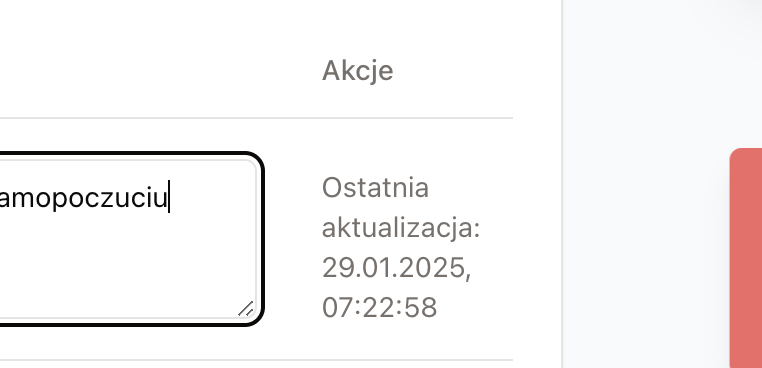 Akcje
amopoczuciu
Ostatnia
aktualizacja:
29.01.2025,
07:22:58